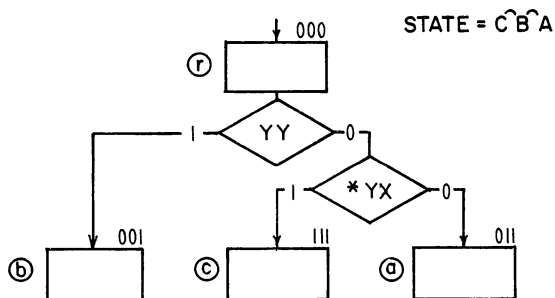 000
STATE = C⌢B⌢A
r
1 YY 0
1 * YX 0
001
111
011
b
c
a